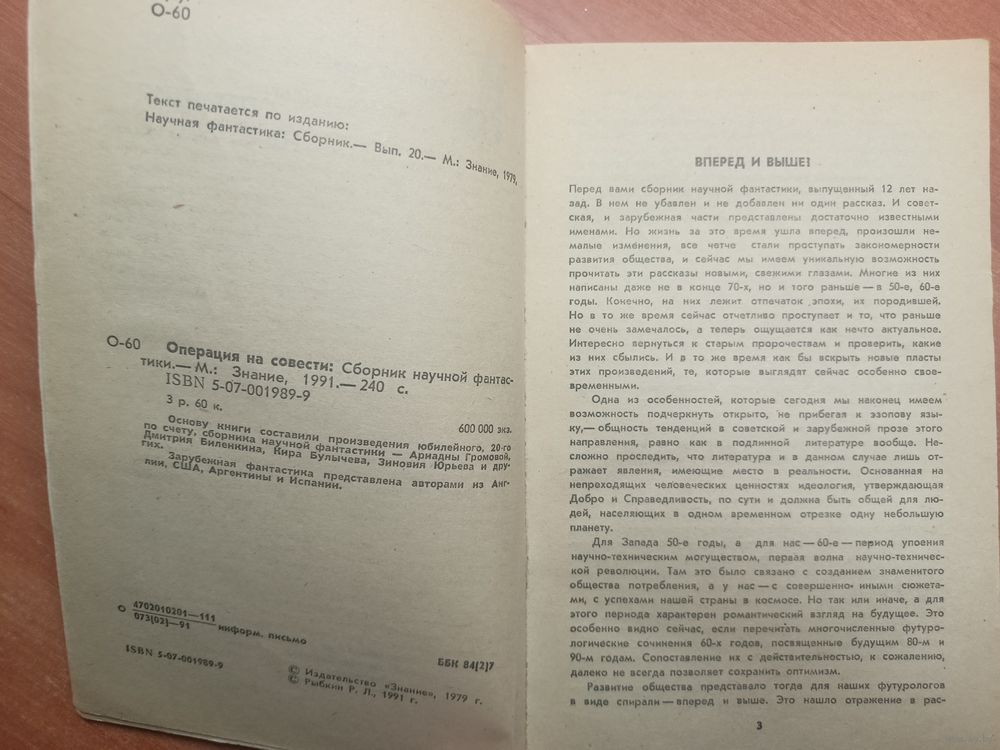 О-60
Текст печатается по изданию:
Научная фантастика: Сборник.— Вып. 20.— М.: Знание, 1979.
О-60 Операция на совести: Сборник научной фантас-
тики.— М.: Знание, 1991.— 240 с.
ISBN 5-07-001989-9
3 р. 60 к.
600 000 экз.
Основу книги составили произведения юбилейного, 20-го
по счету, сборника научной фантастики — Ариадны Громовой,
Дмитрия Биленкина, Кира Булычева, Зиновия Юрьева и дру-
гих.
Зарубежная фантастика представлена авторами из Анг-
лии, США, Аргентины и Испании.
О 4702010201—111
073(02)—91 информ. письмо
ISBN 5-07-001989-9
ББК 84(2)7
© Издательство «Знание», 1979 г.
© Рыбкин Р. Л., 1991 г.
ВПЕРЕД И ВЫШЕ!
Перед вами сборник научной фантастики, выпущенный 12 лет на-
зад. В нем не убавлен и не добавлен ни один рассказ. И совет-
ская, и зарубежная части представлены достаточно известными
именами. Но жизнь за это время ушла вперед, произошли не-
малые изменения, все четче стали проступать закономерности
развития общества, и сейчас мы имеем уникальную возможность
прочитать эти рассказы новыми, свежими глазами. Многие из них
написаны даже не в конце 70-х, но и того раньше — в 50-е, 60-е
годы. Конечно, на них лежит отпечаток эпохи, их породившей.
Но в то же время сейчас отчетливо проступает и то, что раньше
не очень замечалось, а теперь ощущается как нечто актуальное.
Интересно вернуться к старым пророчествам и проверить, какие
из них сбылись. И в то же время как бы вскрыть новые пласты
этих произведений, те, которые выглядят сейчас особенно свое-
временными.
Одна из особенностей, которые сегодня мы наконец имеем
возможность подчеркнуть открыто, не прибегая к эзопову язы-
ку,— общность тенденций в советской и зарубежной прозе этого
направления, равно как в подлинной литературе вообще. Не-
сложно проследить, что литература и в данном случае лишь от-
ражает явления, имеющие место в реальности. Основанная на
непреходящих человеческих ценностях идеология, утверждающая
Добро и Справедливость, по сути и должна быть общей для лю-
дей, населяющих в одном временном отрезке одну небольшую
планету.
Для Запада 50-е годы, а для нас — 60-е — период упоения
научно-техническим могуществом, первая волна научно-техничес-
кой революции. Там это было связано с созданием знаменитого
общества потребления, а у нас — с совершенно иными сюжета-
ми, с успехами нашей страны в космосе. Но так или иначе, а для
этого периода характерен романтический взгляд на будущее. Это
особенно видно сейчас, если перечитать многочисленные футуро-
логические сочинения 60-х годов, посвященные будущим 80-м и
90-м годам. Сопоставление их с действительностью, к сожалению,
далеко не всегда позволяет сохранить оптимизм.
Развитие общества представало тогда для наших футурологов
в виде спирали — вперед и выше. Это нашло отражение в рас-
3